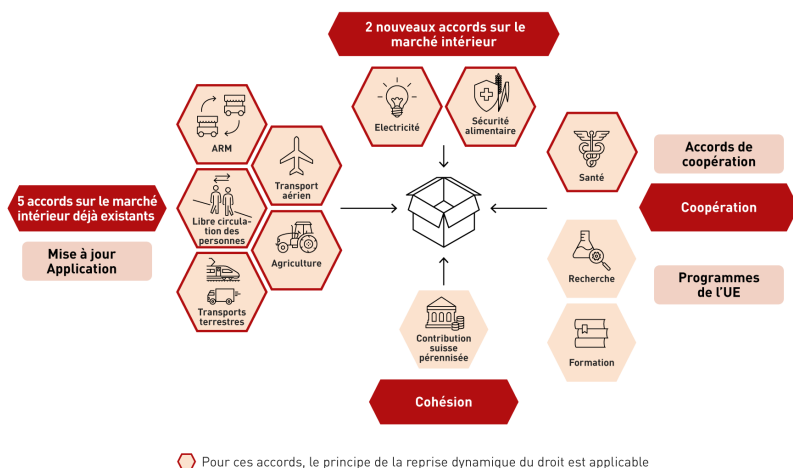 2 nouveaux accords sur le
marché intérieur
Electricité
Sécurité
alimentaire
ARM
Transport
aérien
5 accords sur le marché
intérieur déjà existants
Libre circula-
tion des
personnes
Mise à jour
Application
Agriculture
Transports
terrestres
Santé
Accords de
coopération
Coopération
Recherche
Programmes
de l’UE
Formation
Contribution
suisse
pérennisée
Cohésion
Pour ces accords, le principe de la reprise dynamique du droit est applicable